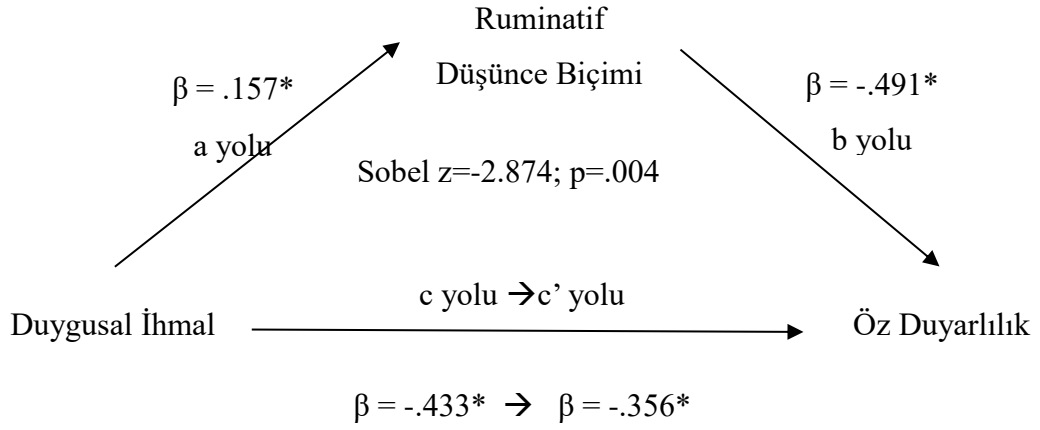 Ruminatif
Düşünce Biçimi
β = .157*
a yolu
β = -.491*
b yolu
Sobel z=-2.874; p=.004
c yolu →c’ yolu
Duygusal İhmal
Öz Duyarlılık
β = -.433* → β = -.356*